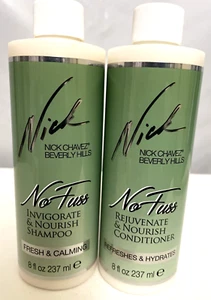 Nick
NICK CHAVEZ®
BEVERLY HILLS
No Fuss
INVIGORATE
& NOURISH
SHAMPOO
FRESH & CALMING
8 fl oz 237 ml ℮
Nick
NICK CHAVEZ®
BEVERLY HILLS
No Fuss
REJUVENATE
& NOURISH
CONDITIONER
REFRESHES & HYDRATES
8 fl oz 237 ml ℮